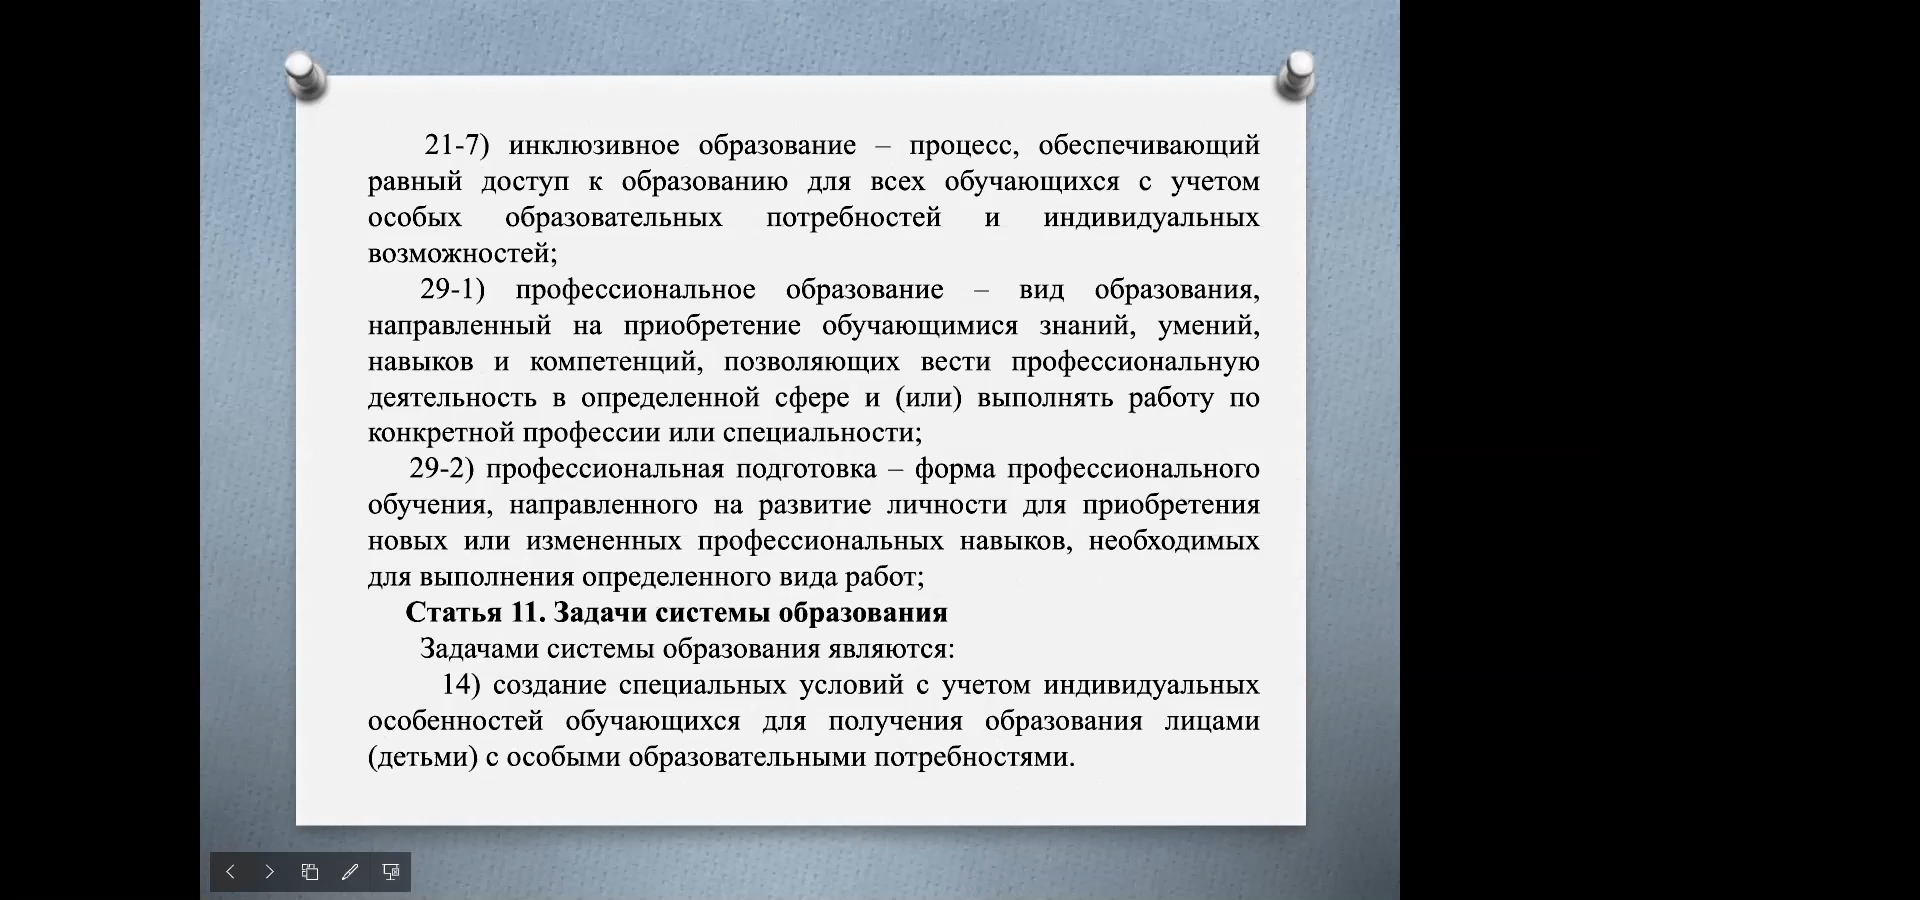 21-7) инклюзивное образование – процесс, обеспечивающий
равный доступ к образованию для всех обучающихся с учетом
особых образовательных потребностей и индивидуальных
возможностей;
29-1) профессиональное образование – вид образования,
направленный на приобретение обучающимися знаний, умений,
навыков и компетенций, позволяющих вести профессиональную
деятельность в определенной сфере и (или) выполнять работу по
конкретной профессии или специальности;
29-2) профессиональная подготовка – форма профессионального
обучения, направленного на развитие личности для приобретения
новых или измененных профессиональных навыков, необходимых
для выполнения определенного вида работ;
Статья 11. Задачи системы образования
Задачами системы образования являются:
14) создание специальных условий с учетом индивидуальных
особенностей обучающихся для получения образования лицами
(детьми) с особыми образовательными потребностями.